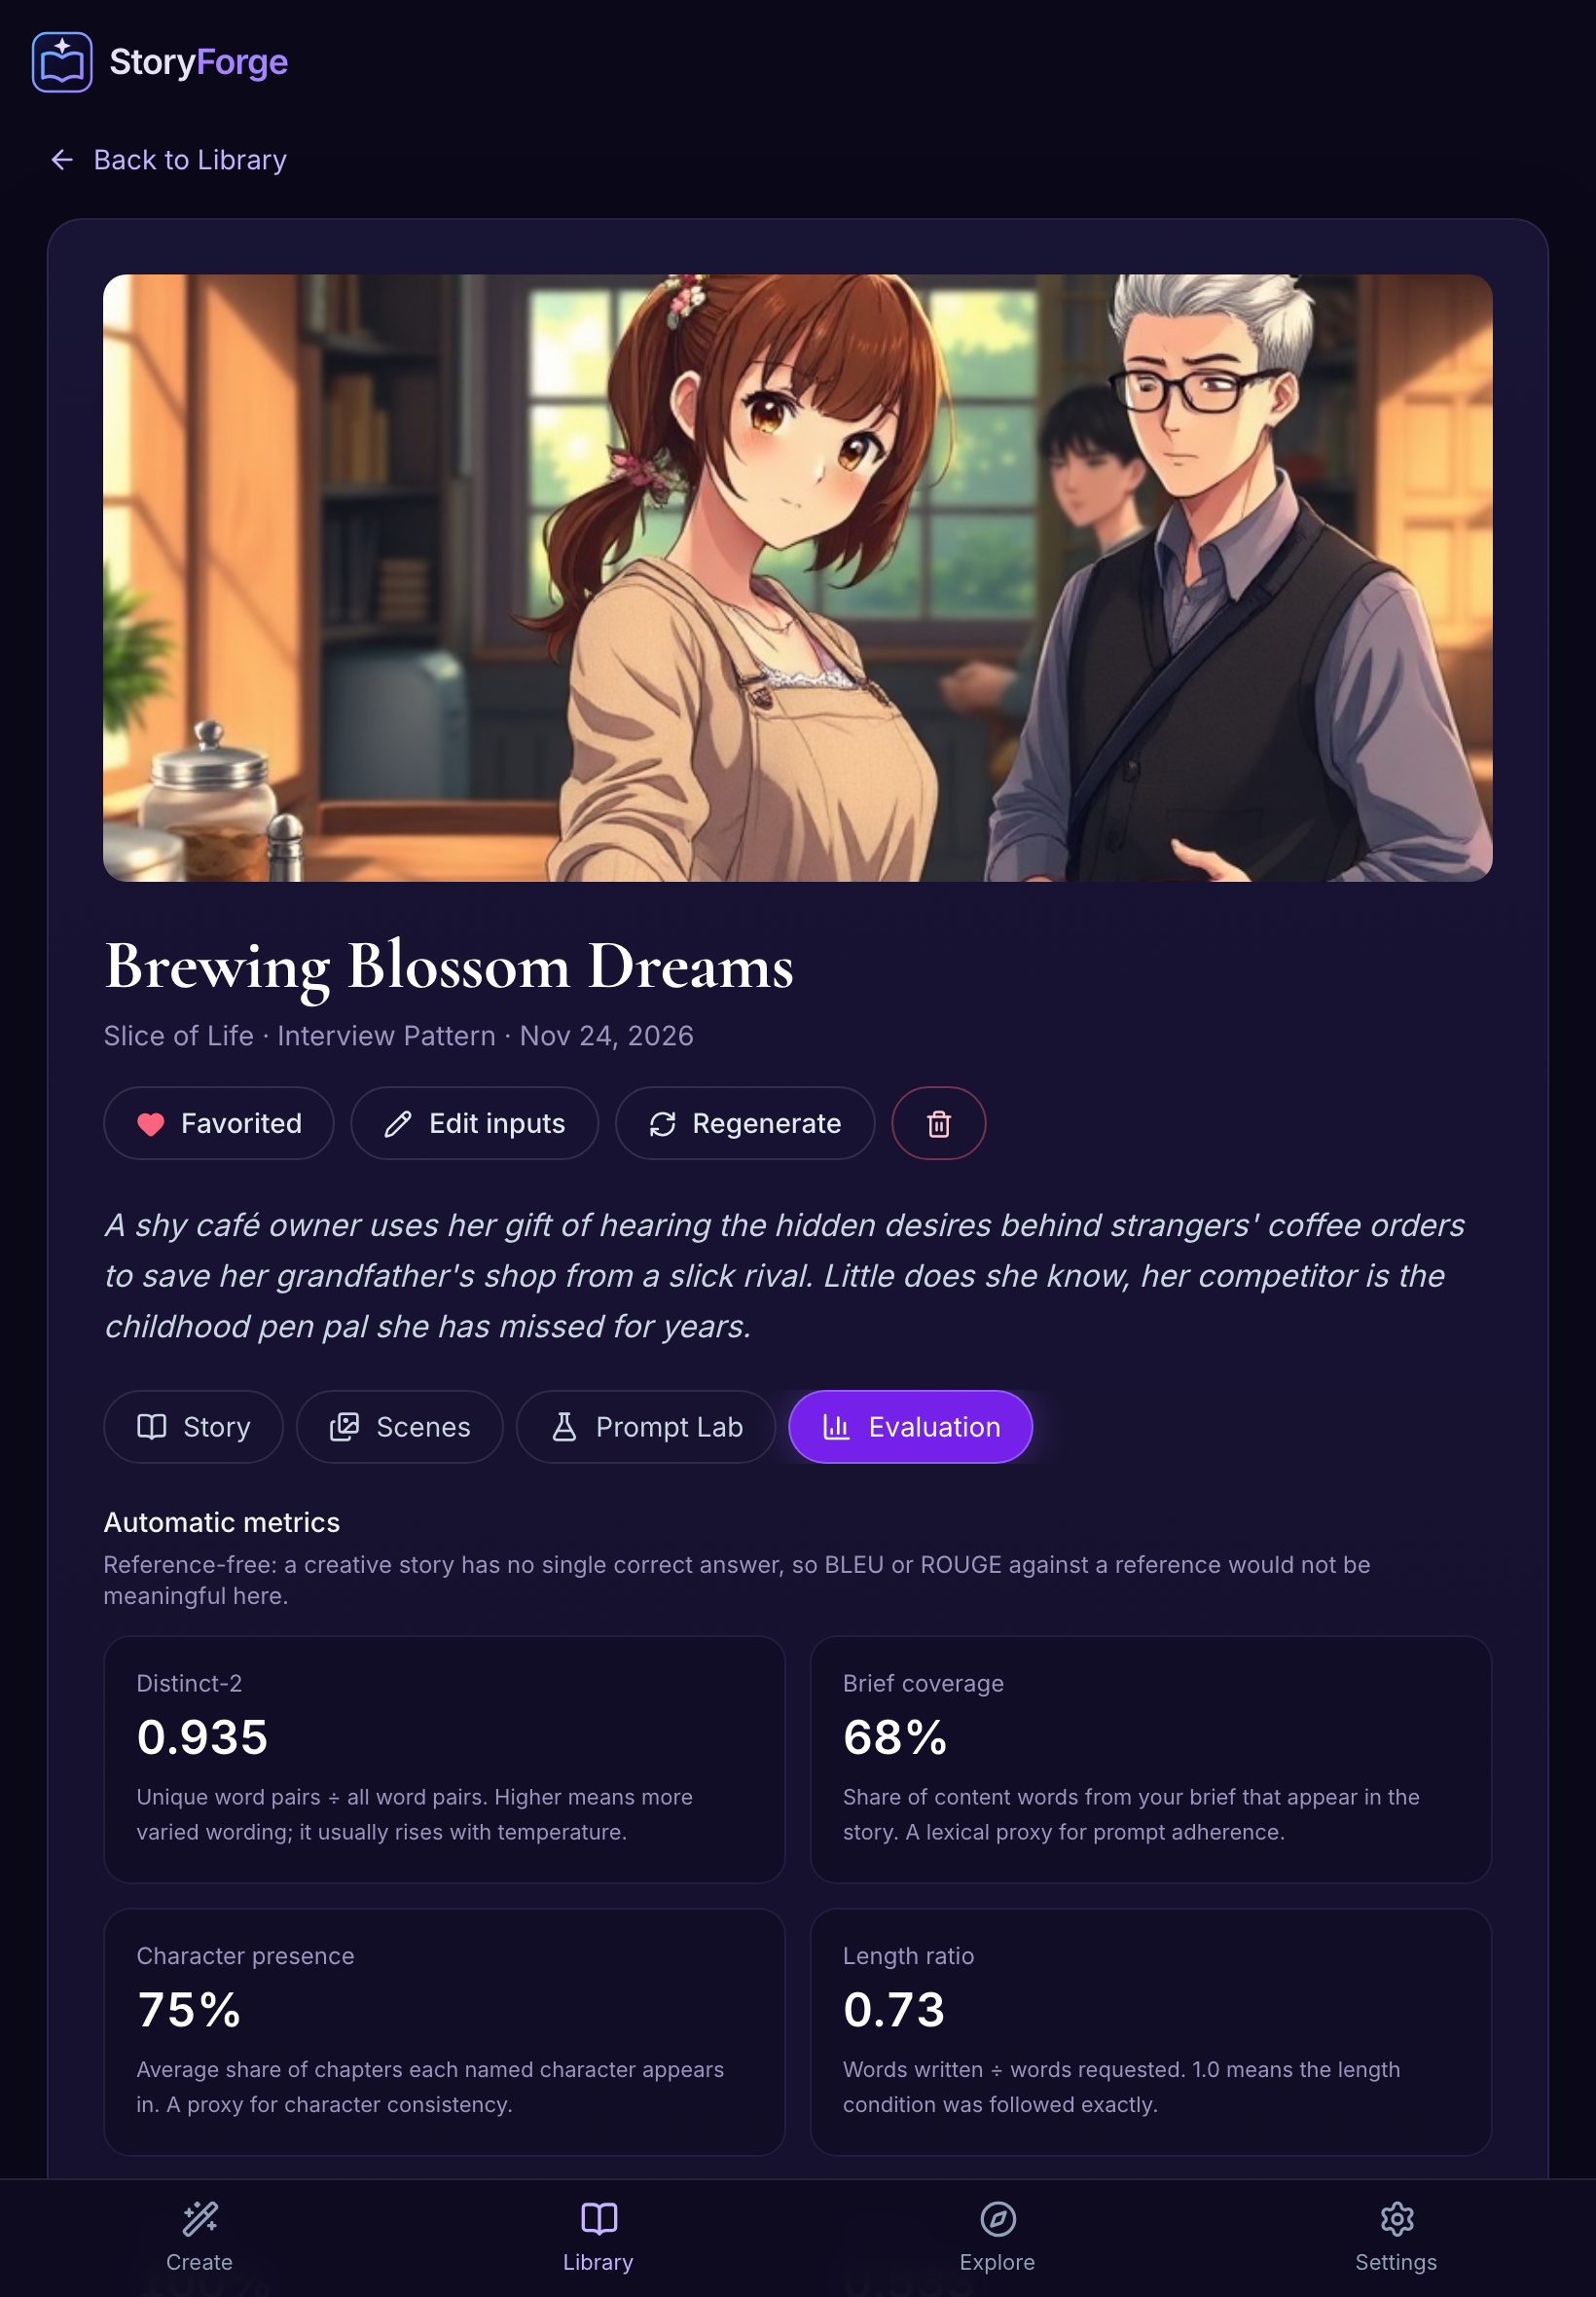 StoryForge
Back to Library
Brewing Blossom Dreams
Slice of Life · Interview Pattern · Nov 24, 2026
Favorited
Edit inputs
Regenerate
A shy café owner uses her gift of hearing the hidden desires behind strangers' coffee orders
to save her grandfather's shop from a slick rival. Little does she know, her competitor is the
childhood pen pal she has missed for years.
Story
Scenes
Prompt Lab
Evaluation
Automatic metrics
Reference-free: a creative story has no single correct answer, so BLEU or ROUGE against a reference would not be
meaningful here.
Distinct-2
0.935
Unique word pairs ÷ all word pairs. Higher means more
varied wording; it usually rises with temperature.
Brief coverage
68%
Share of content words from your brief that appear in the
story. A lexical proxy for prompt adherence.
Character presence
75%
Average share of chapters each named character appears
in. A proxy for character consistency.
Length ratio
0.73
Words written ÷ words requested. 1.0 means the length
condition was followed exactly.
Create
Library
Explore
Settings